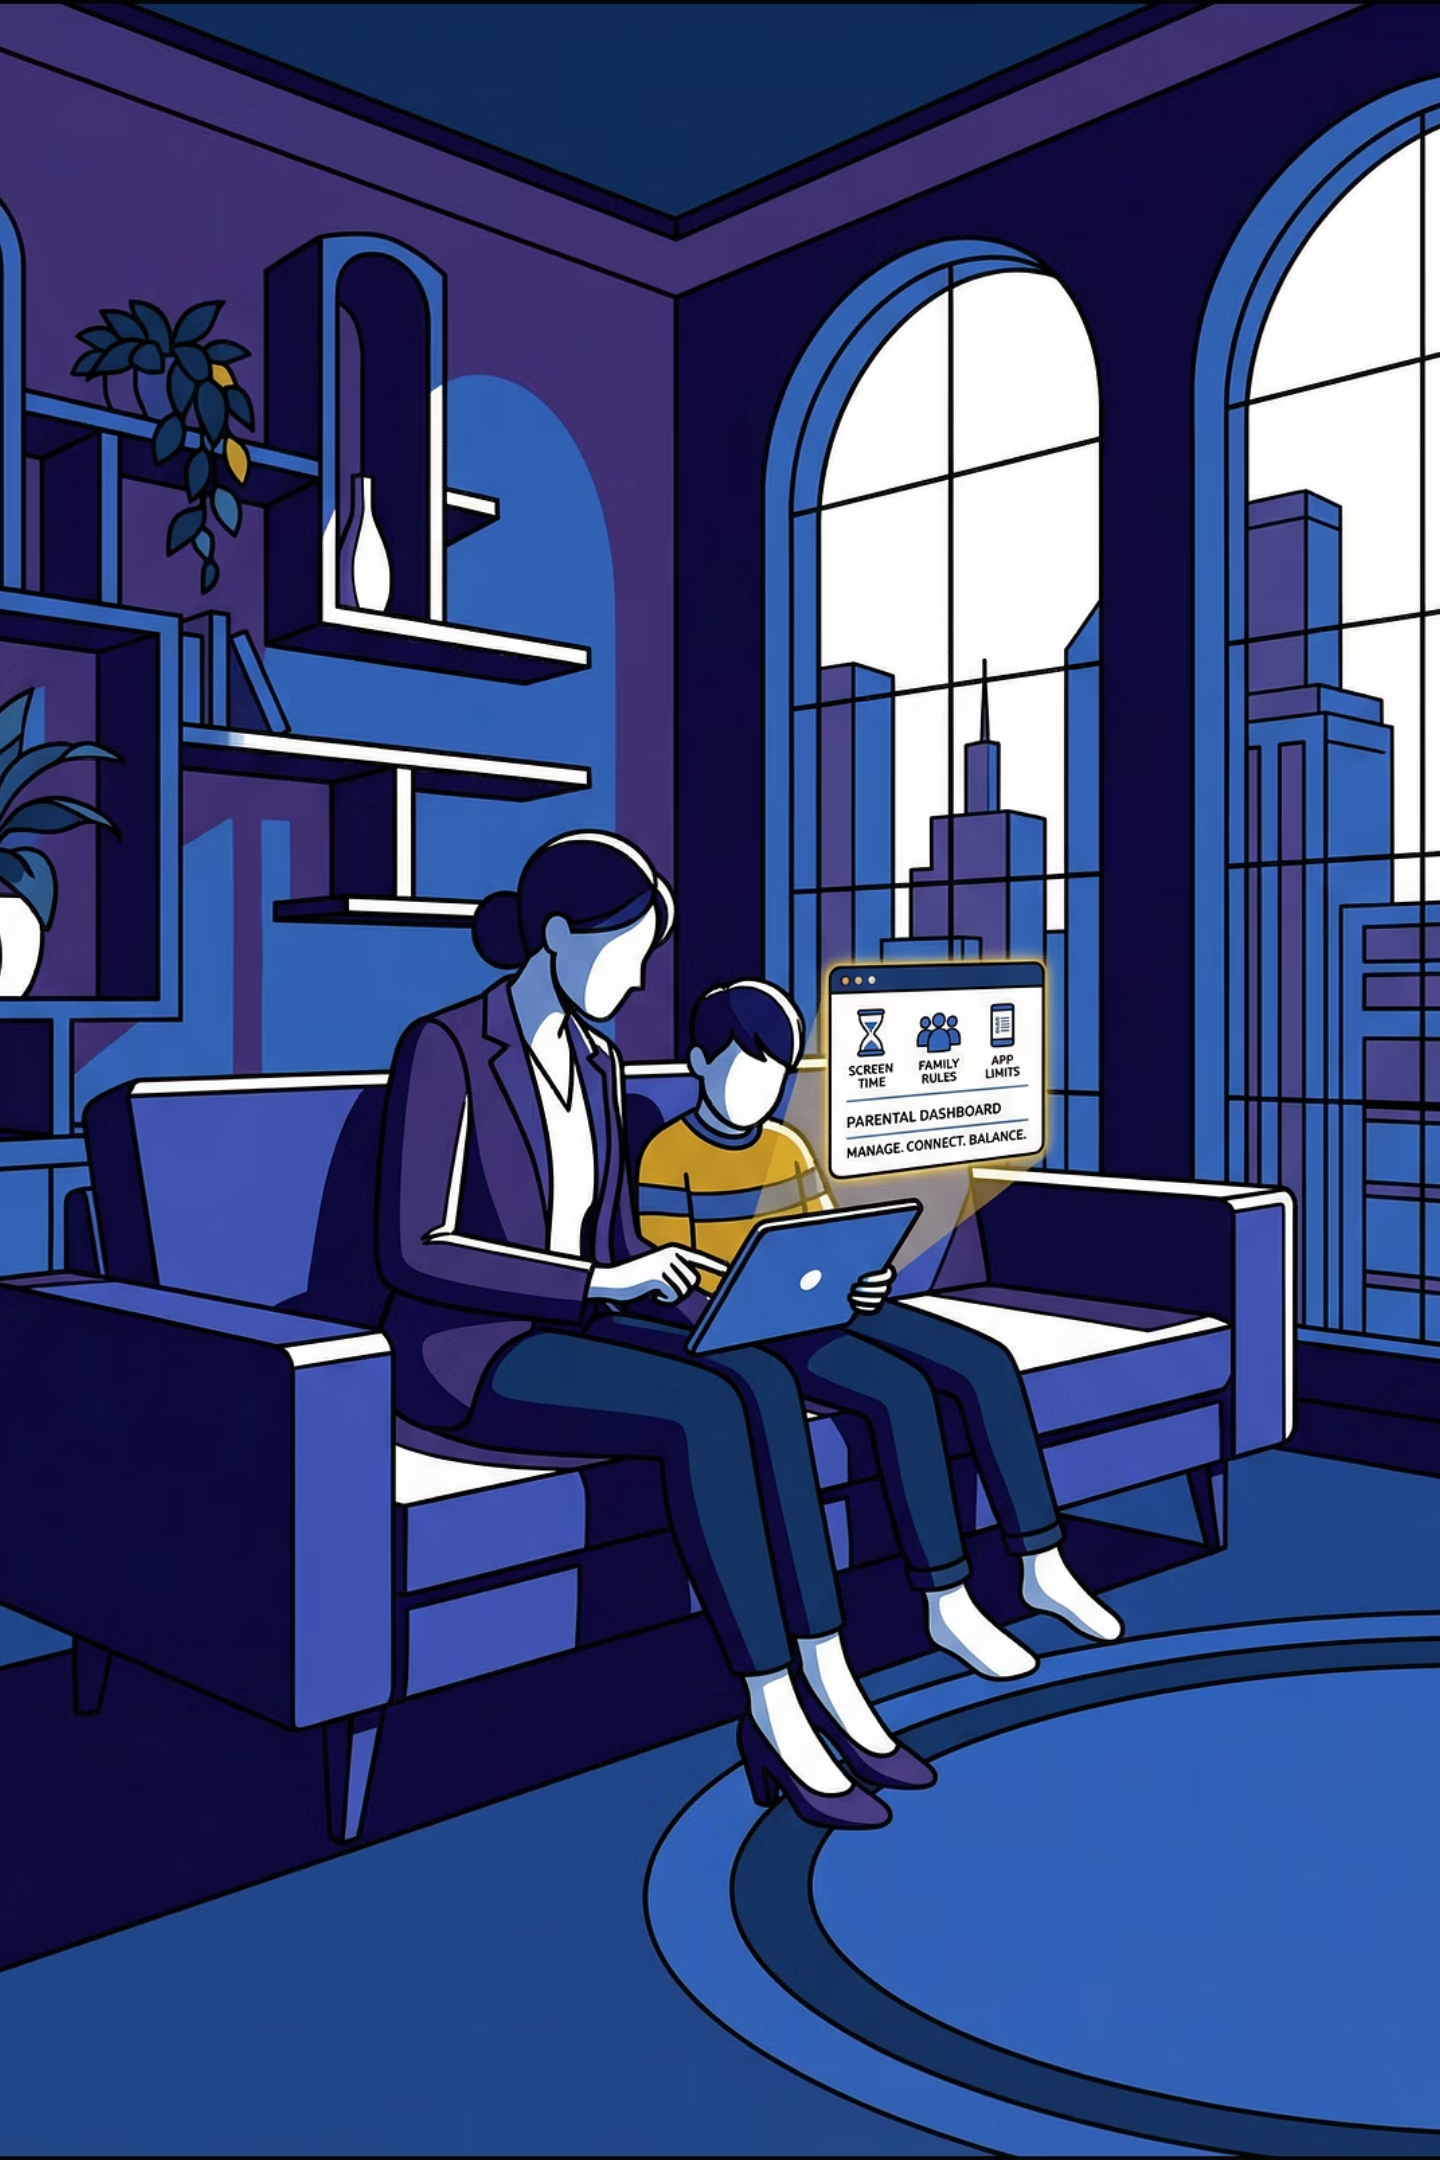 SCREEN TIME
FAMILY RULES
APP LIMITS
PARENTAL DASHBOARD
MANAGE. CONNECT. BALANCE.